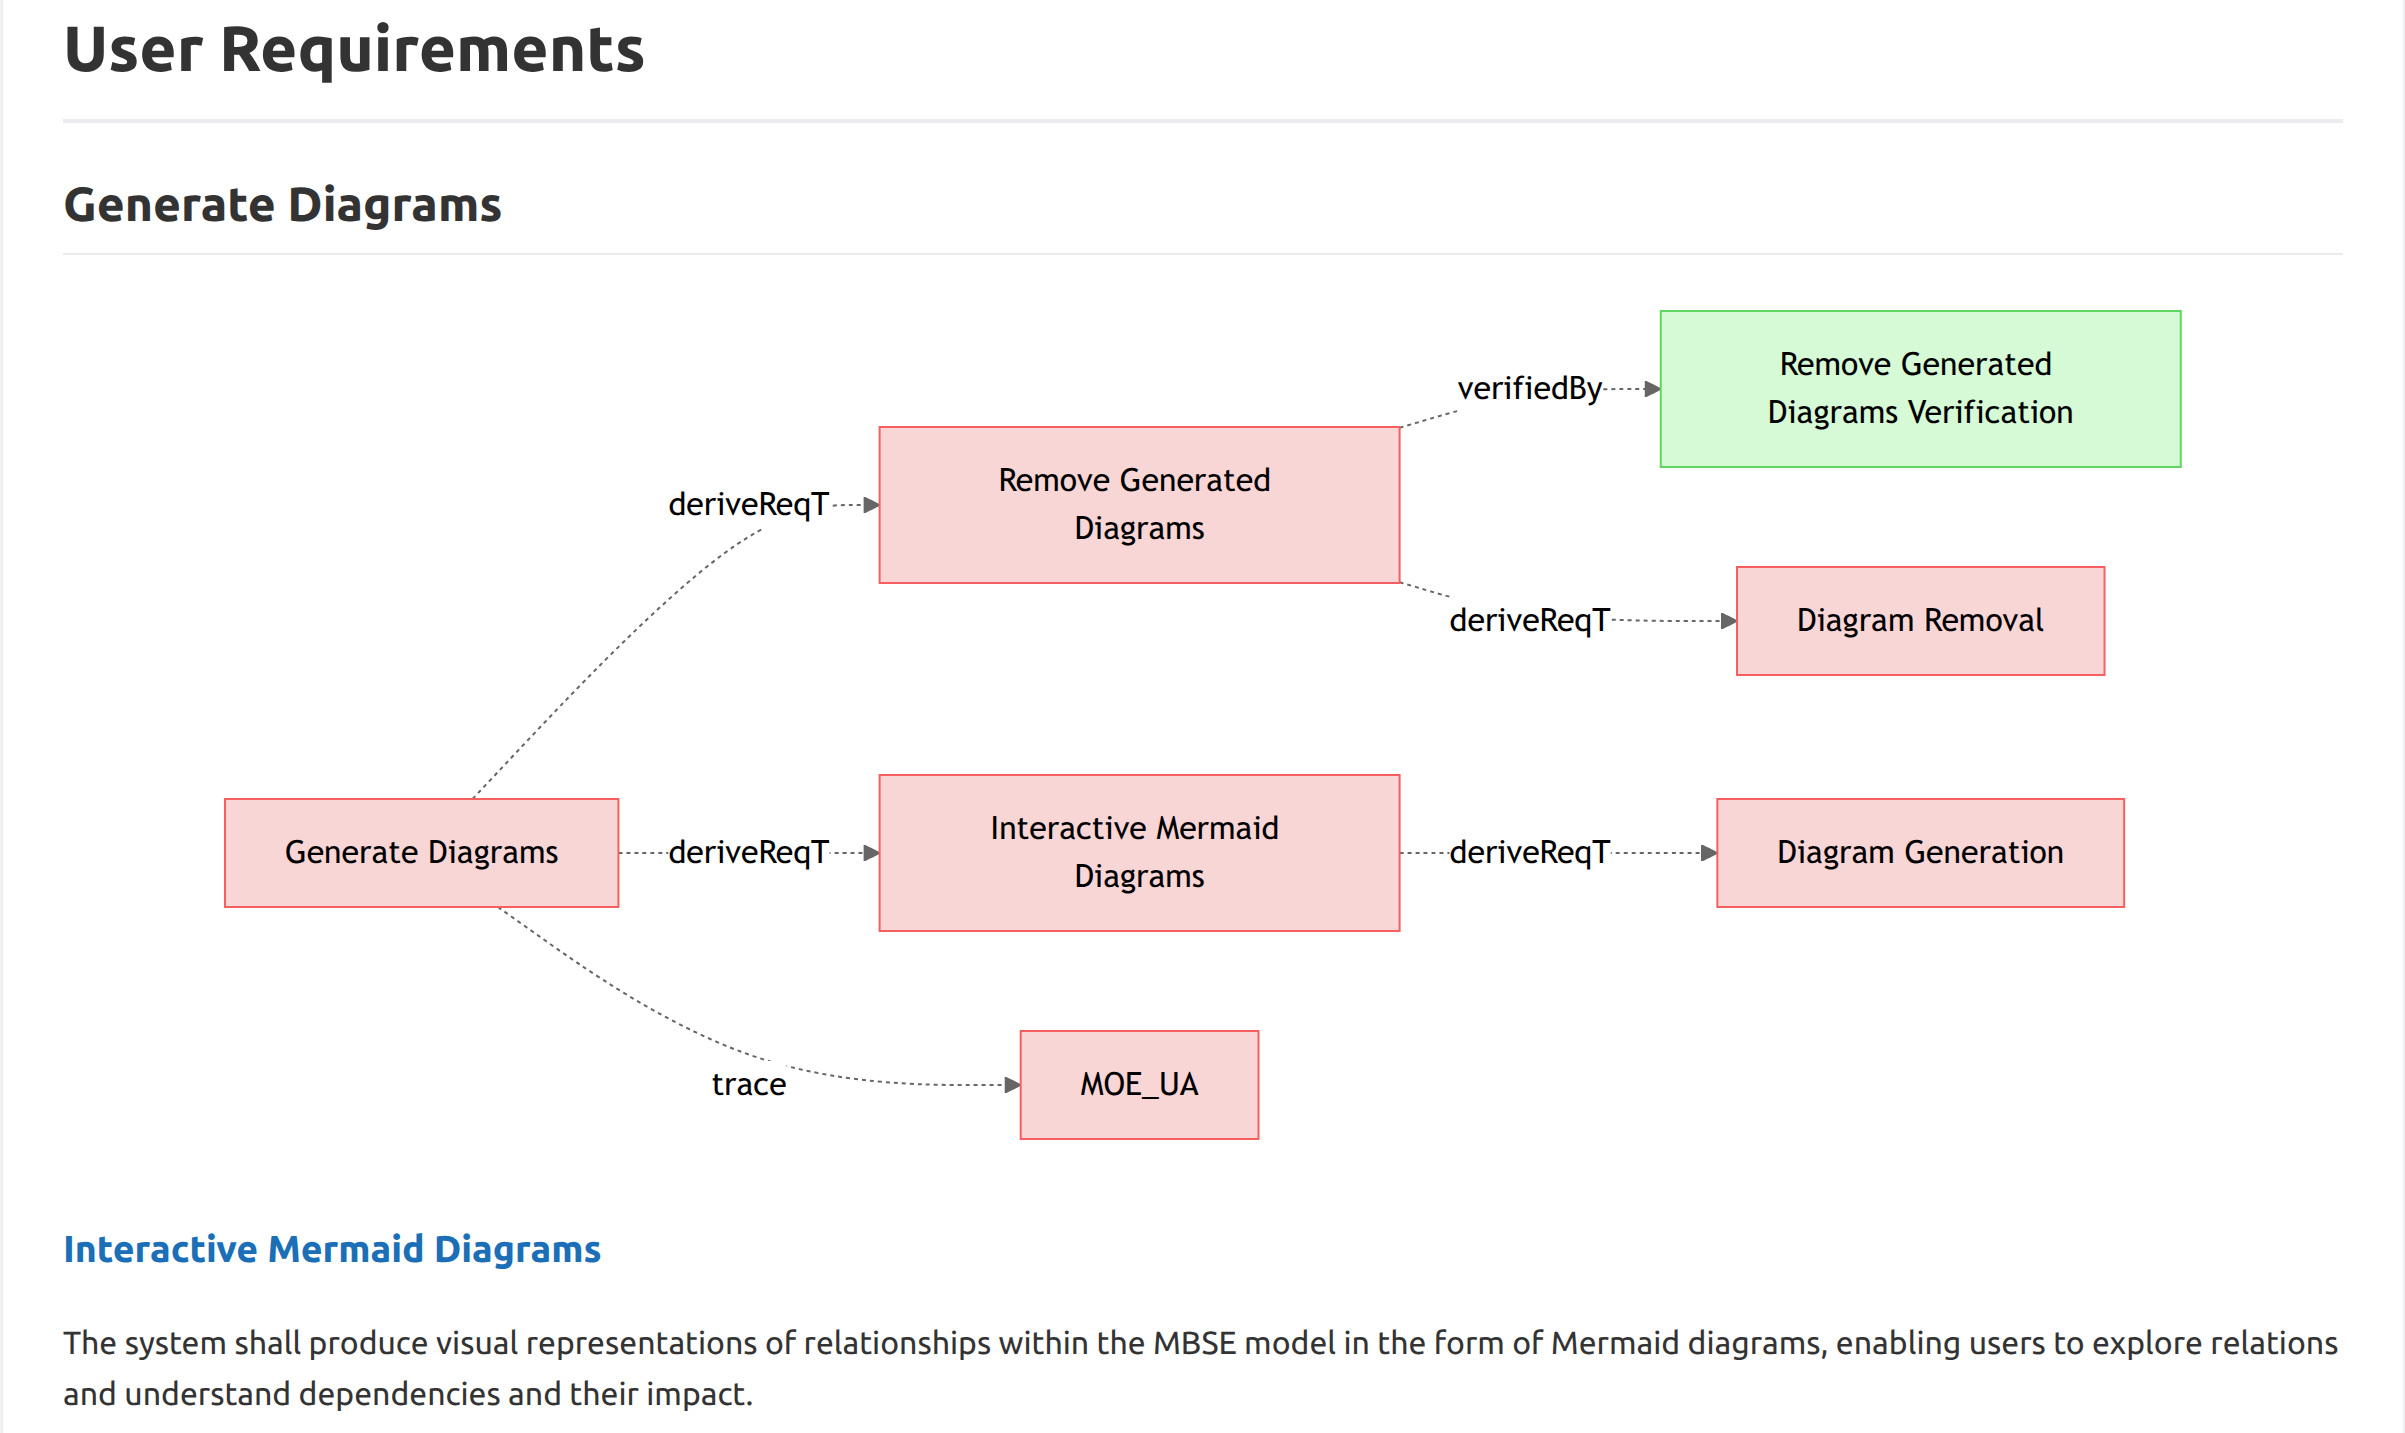 User Requirements
Generate Diagrams
Remove Generated
Diagrams Verification
verifiedBy
Remove Generated
Diagrams
deriveReqT
deriveReqT
Diagram Removal
Generate Diagrams
deriveReqT
Interactive Mermaid
Diagrams
deriveReqT
Diagram Generation
trace
MOE_UA
Interactive Mermaid Diagrams
The system shall produce visual representations of relationships within the MBSE model in the form of Mermaid diagrams, enabling users to explore relations
and understand dependencies and their impact.